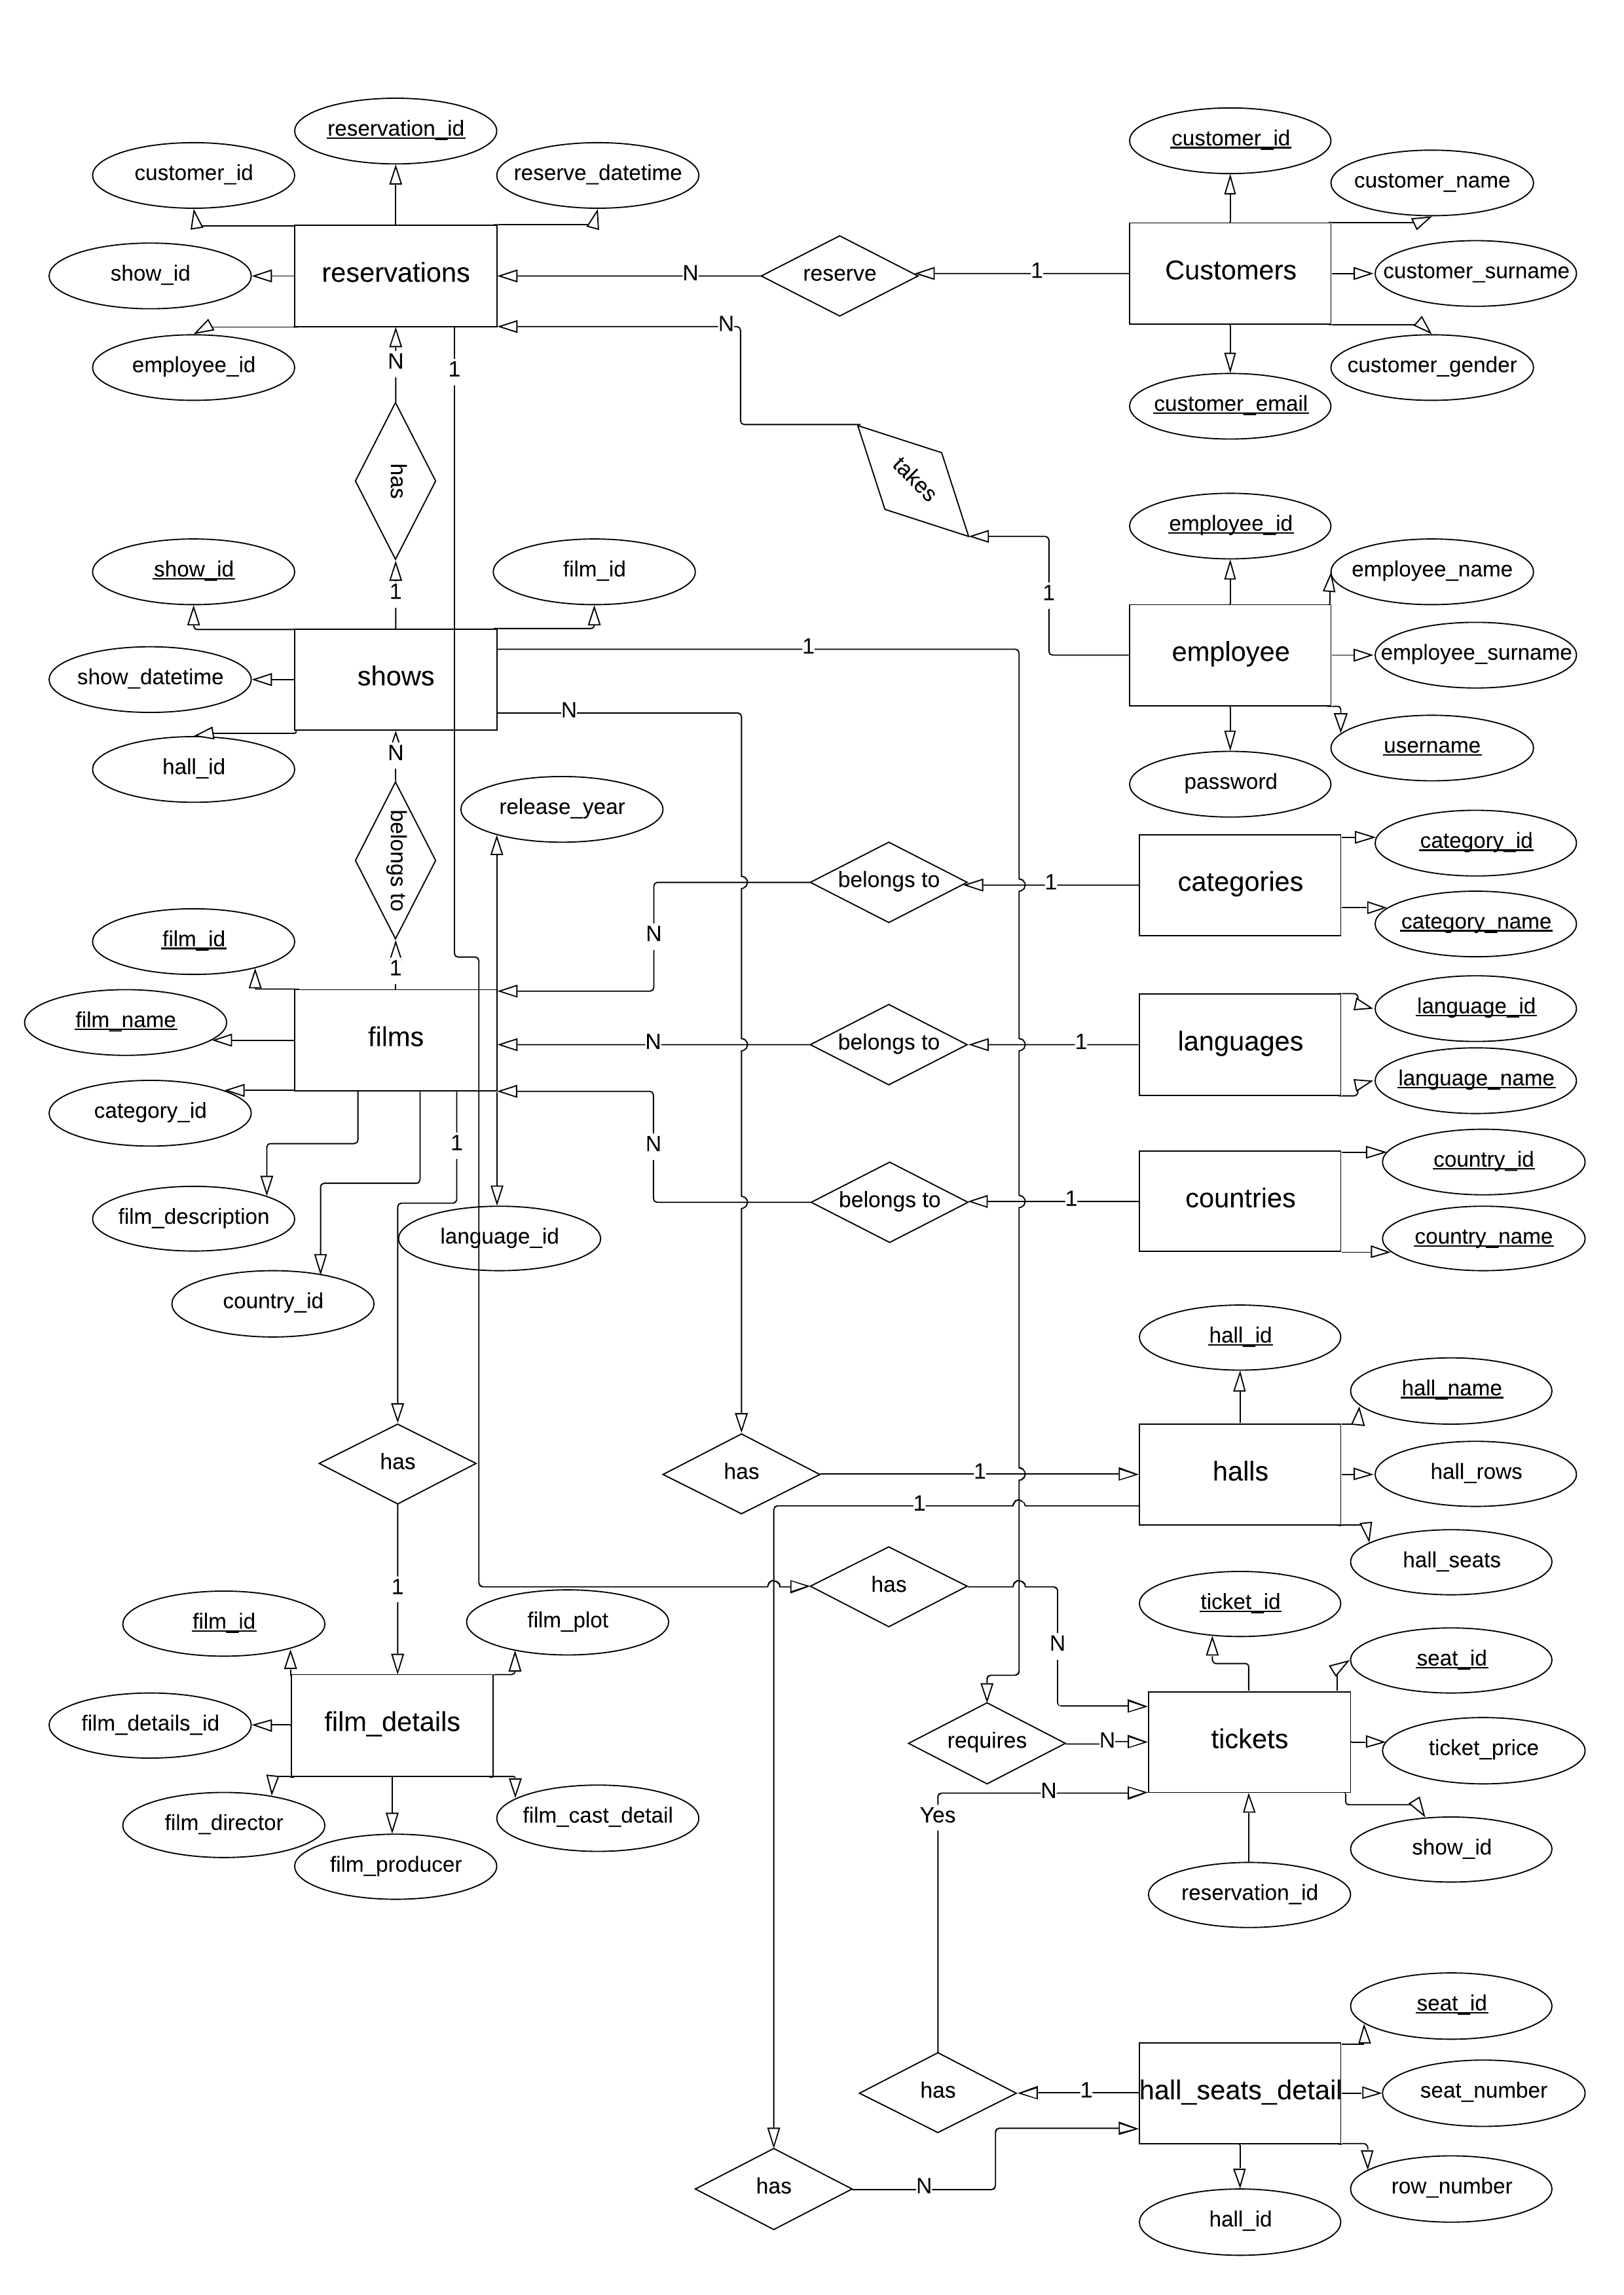 reservation_id
customer_id
reserve_datetime
show_id
reservations
employee_id
N
1
reserve
N
1
customer_id
customer_name
Customers
customer_surname
customer_gender
customer_email
N
takes
1
has
1
show_id
film_id
show_datetime
shows
hall_id
1
N
employee_id
employee_name
employee
employee_surname
username
password
N
belongs to
1
release_year
film_id
film_name
films
category_id
film_description
country_id
language_id
1
N
belongs to
1
categories
category_id
category_name
N
belongs to
1
languages
language_id
language_name
N
belongs to
1
countries
country_id
country_name
has
1
has
1
1
hall_id
hall_name
halls
hall_rows
hall_seats
film_id
film_plot
film_details_id
film_details
film_director
film_producer
film_cast_detail
has
N
requires
N
N
Yes
ticket_id
seat_id
tickets
ticket_price
show_id
reservation_id
has
1
has
N
hall_seats_detail
seat_id
seat_number
row_number
hall_id